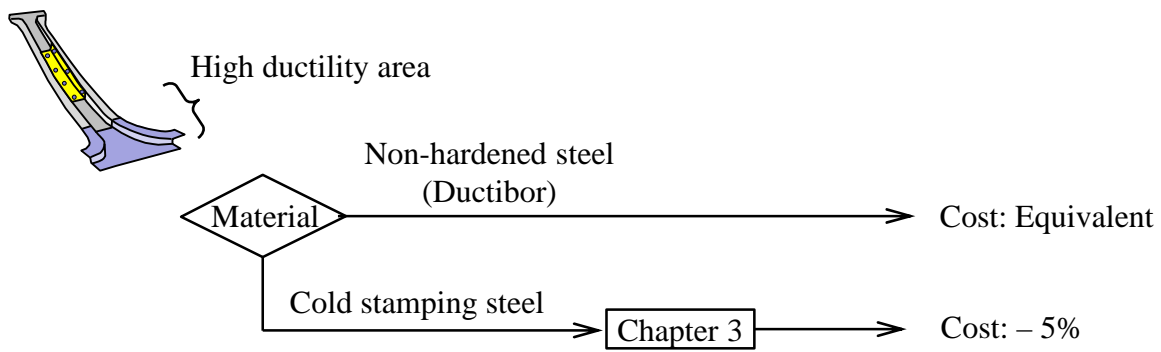 High ductility area
Non-hardened steel
(Ductibor)
Material
Cost: Equivalent
Cold stamping steel
Chapter 3
Cost: – 5%